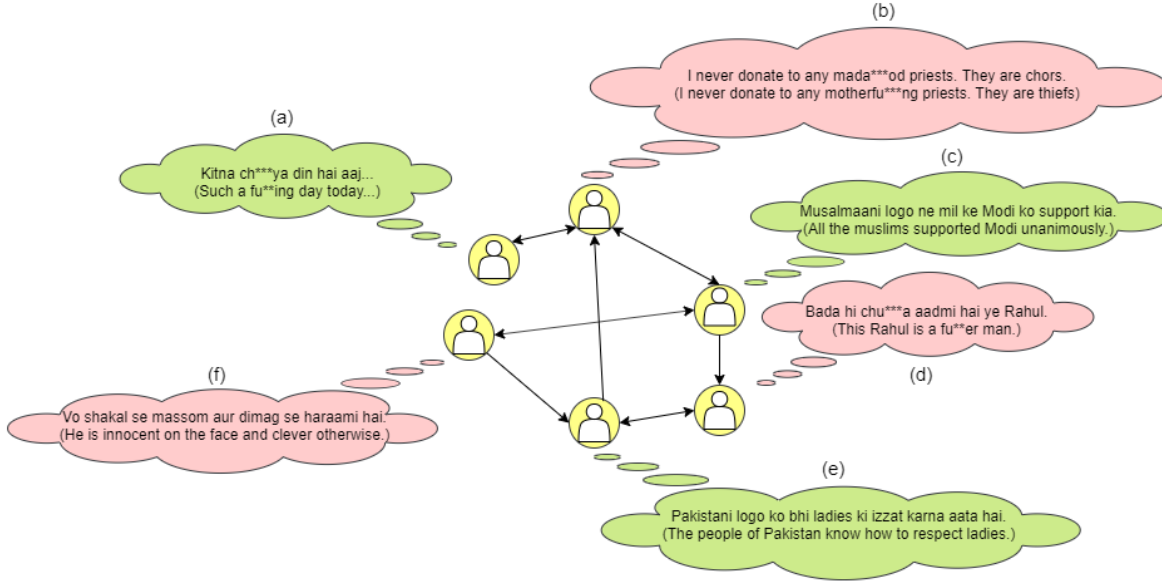 (b)
I never donate to any mada***od priests. They are chors.
(I never donate to any motherfu***ng priests. They are thiefs)
(a)
Kitna ch***ya din hai aaj...
(Such a fu**ing day today...)
(c)
Musalmaani logo ne mil ke Modi ko support kia.
(All the muslims supported Modi unanimously.)
Bada hi chu***a aadmi hai ye Rahul.
(This Rahul is a fu**er man.)
(d)
(f)
Vo shakal se massom aur dimag se haraami hai.
(He is innocent on the face and clever otherwise.)
(e)
Pakistani logo ko bhi ladies ki izzat karna aata hai.
(The people of Pakistan know how to respect ladies.)